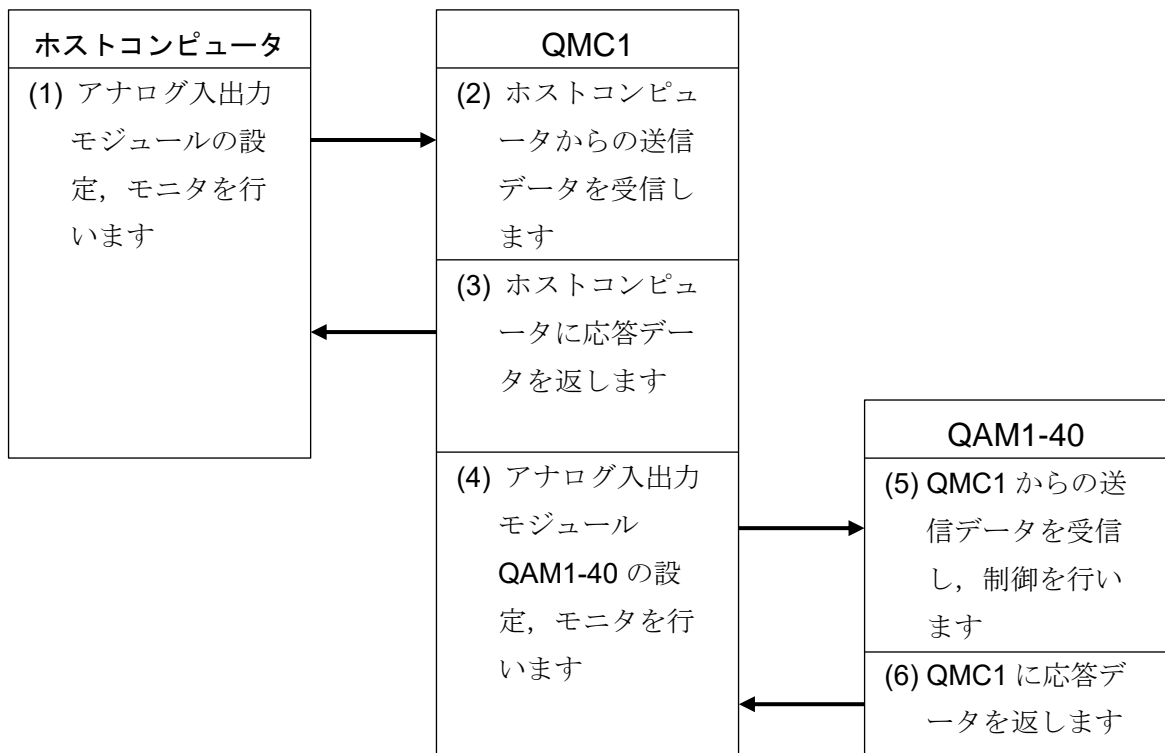 ホストコンピュータ
(1) アナログ入出力
モジュールの設
定，モニタを行
います
QMC1
(2) ホストコンピュ
ータからの送信
データを受信し
ます
(3) ホストコンピュ
ータに応答デー
タを返します
(4) アナログ入出力
モジュール
QAM1-40 の設
定，モニタを行
います
QAM1-40
(5) QMC1 からの送
信データを受信
し，制御を行い
ます
(6) QMC1 に応答デ
ータを返します